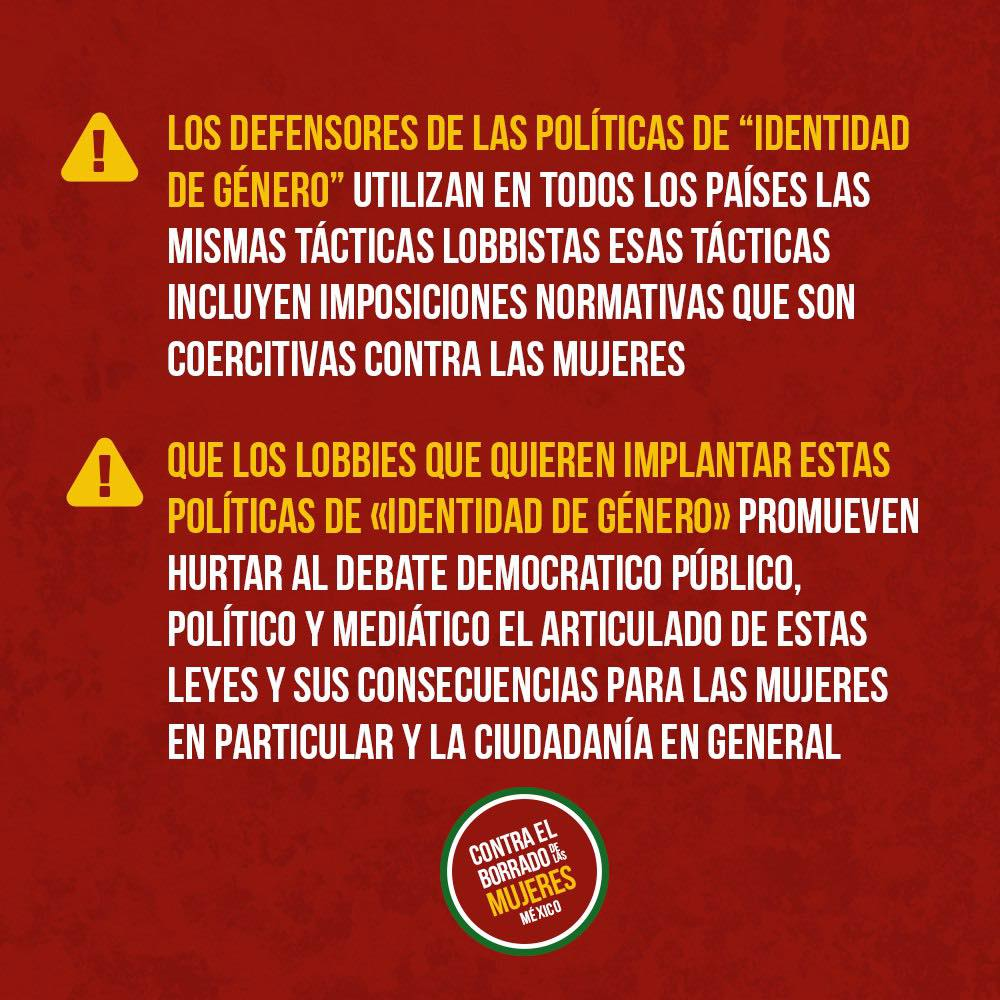 LOS DEFENSORES DE LAS POLÍTICAS DE “IDENTIDAD
DE GÉNERO” UTILIZAN EN TODOS LOS PAÍSES LAS
MISMAS TÁCTICAS LOBBISTAS ESAS TÁCTICAS
INCLUYEN IMPOSICIONES NORMATIVAS QUE SON
COERCITIVAS CONTRA LAS MUJERES
QUE LOS LOBBIES QUE QUIEREN IMPLANTAR ESTAS
POLÍTICAS DE «IDENTIDAD DE GÉNERO» PROMUEVEN
HURTAR AL DEBATE DEMOCRATICO PÚBLICO,
POLÍTICO Y MEDIÁTICO EL ARTICULADO DE ESTAS
LEYES Y SUS CONSECUENCIAS PARA LAS MUJERES
EN PARTICULAR Y LA CIUDADANÍA EN GENERAL
CONTRA EL
BORRADO DE LAS
MUJERES
MÉXICO